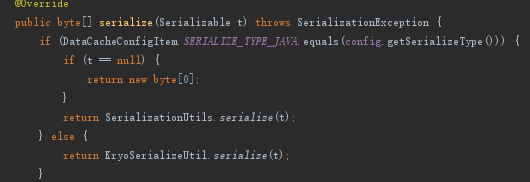 @Override
public byte[] serialize(Serializable t) throws SerializationException {
if (DataCacheConfigItem.SERIALIZE_TYPE_JAVA.equals(config.getSerializeType())) {
if (t == null) {
return new byte[0];
}
return SerializationUtils.serialize(t);
} else {
return KryoSerializeUtil.serialize(t);
}